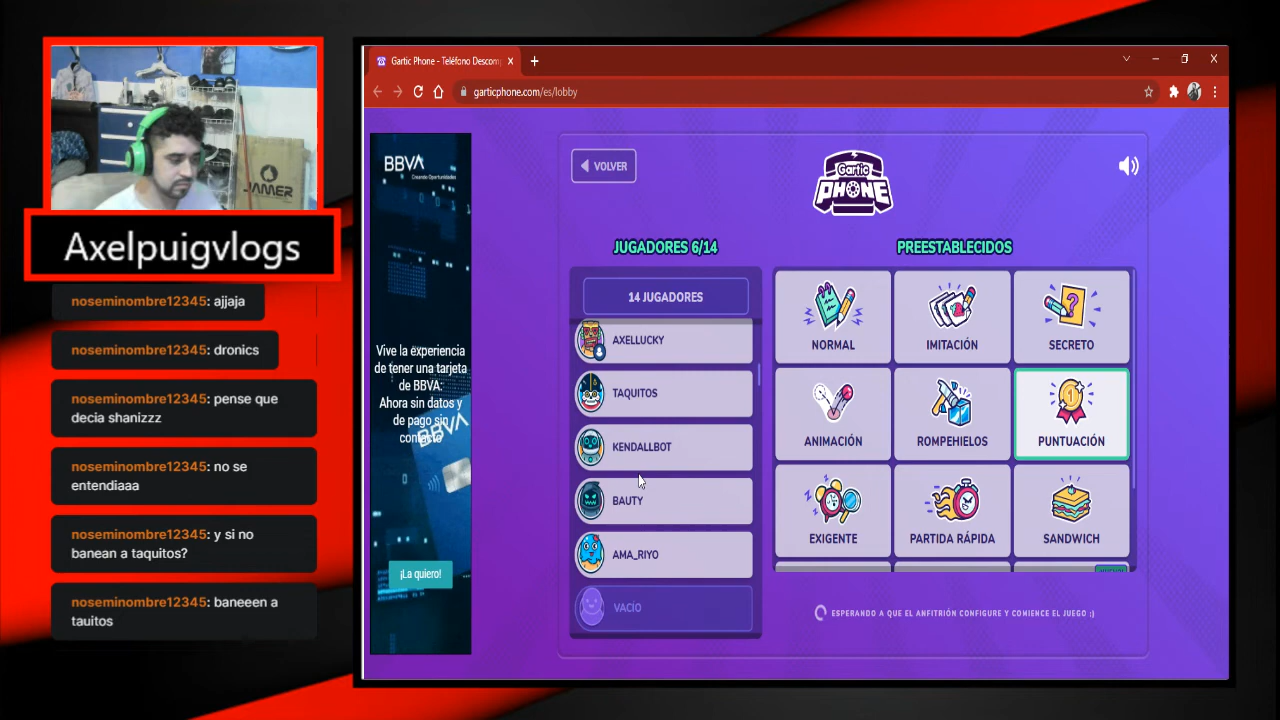 JAMER
Axelpuigvlogs
noseminombre12345: ajjaja
noseminombre12345: dronics
noseminombre12345: pense que
decia shanizzz
noseminombre12345: no se
entendiaaa
noseminombre12345: y si no
banean a taquitos?
noseminombre12345: baneeen a
tauitos
Gartic Phone - Teléfono Descom
garticphone.com/es/lobby
BBVA
Creando Oportunidades
Vive la experiencia
de tener una tarjeta
de BBVA:
Ahora sin datos y
de pago sin
contacto
BBVA
¡La quiero!
VOLVER
Gartic
PHONE
JUGADORES 6/14
14 JUGADORES
AXELLUCKY
TAQUITOS
KENDALLBOT
BAUTY
AMA_RIYO
VACÍO
PREESTABLECIDOS
NORMAL
IMITACIÓN
SECRETO
ANIMACIÓN
ROMPEHIELOS
PUNTUACIÓN
EXIGENTE
PARTIDA RÁPIDA
SANDWICH
ESPERANDO A QUE EL ANFITRIÓN CONFIGURE Y COMIENCE EL JUEGO ;)